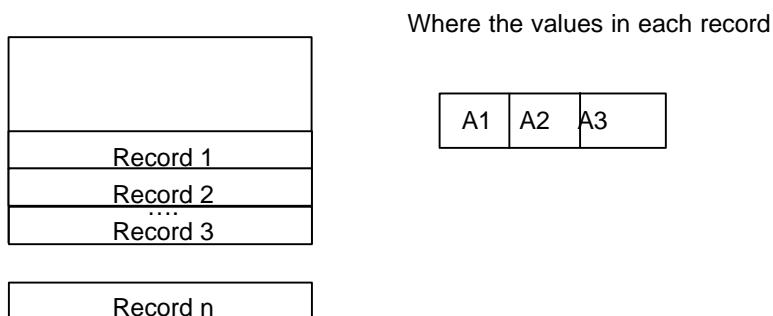 Where the values in each record
A1 A2 A3
Record 1
Record 2
....
Record 3
Record n